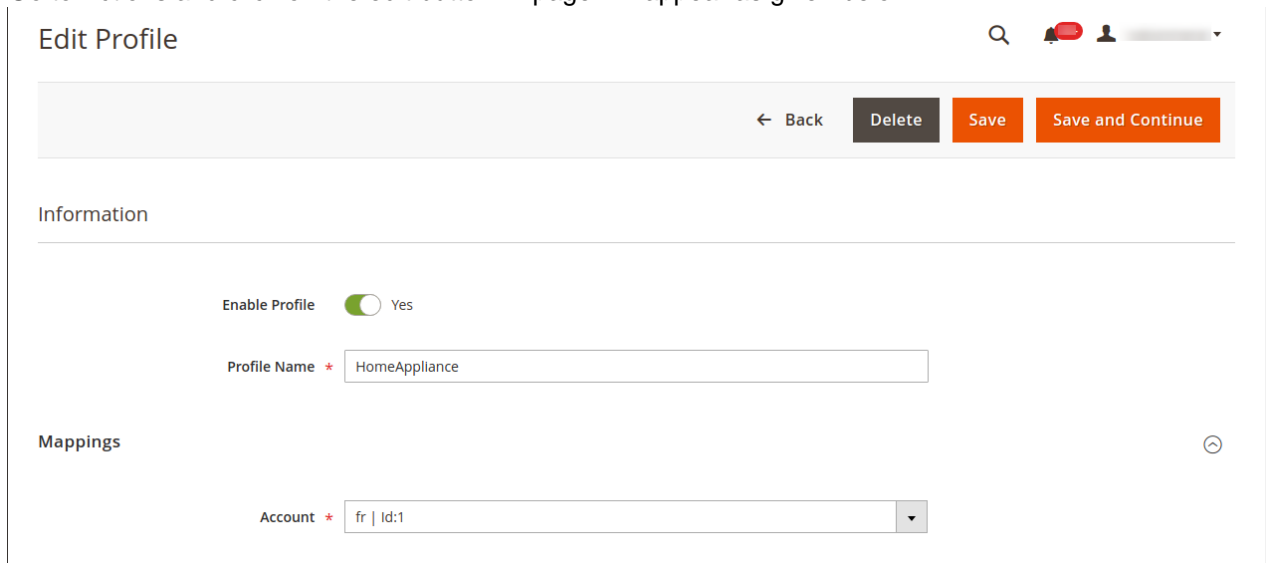 Edit Profile
← Back
Delete
Save
Save and Continue
Information
Enable Profile
Yes
Profile Name *
HomeAppliance
Mappings
Account *
fr | Id:1